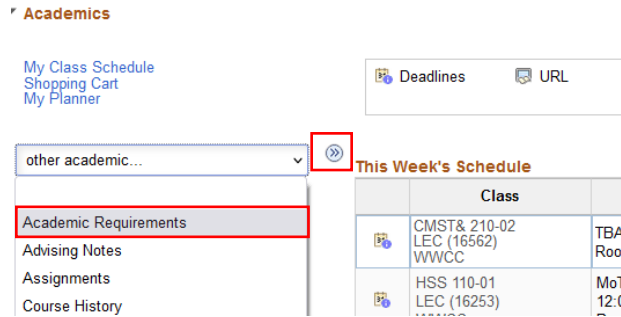 Academics
My Class Schedule
Shopping Cart
My Planner
Deadlines URL
other academic...
This Week's Schedule
Class
Academic Requirements
Advising Notes
Assignments
Course History
CMST& 210-02
LEC (16562)
WWCC
TBA
Roo
HSS 110-01
LEC (16253)
MoT
12:0